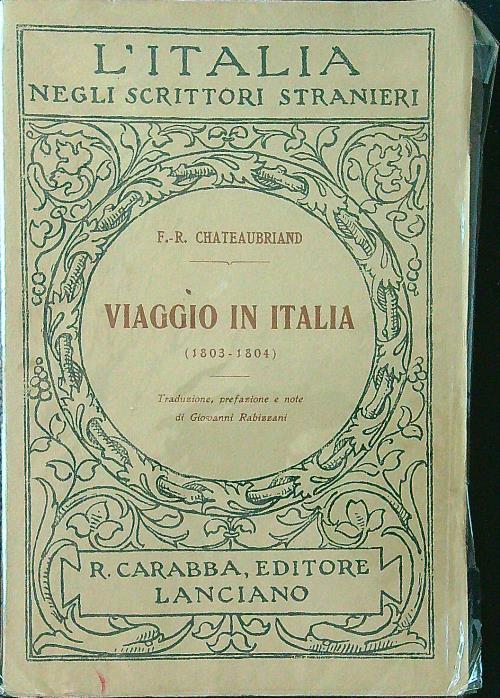 L'ITALIA
NEGLI SCRITTORI STRANIERI
F.-R. CHATEAUBRIAND
VIAGGIO IN ITALIA
(1803-1804)
Traduzione, prefazione e note
di Giovanni Rabizzani
R. CARABBA, EDITORE
LANCIANO